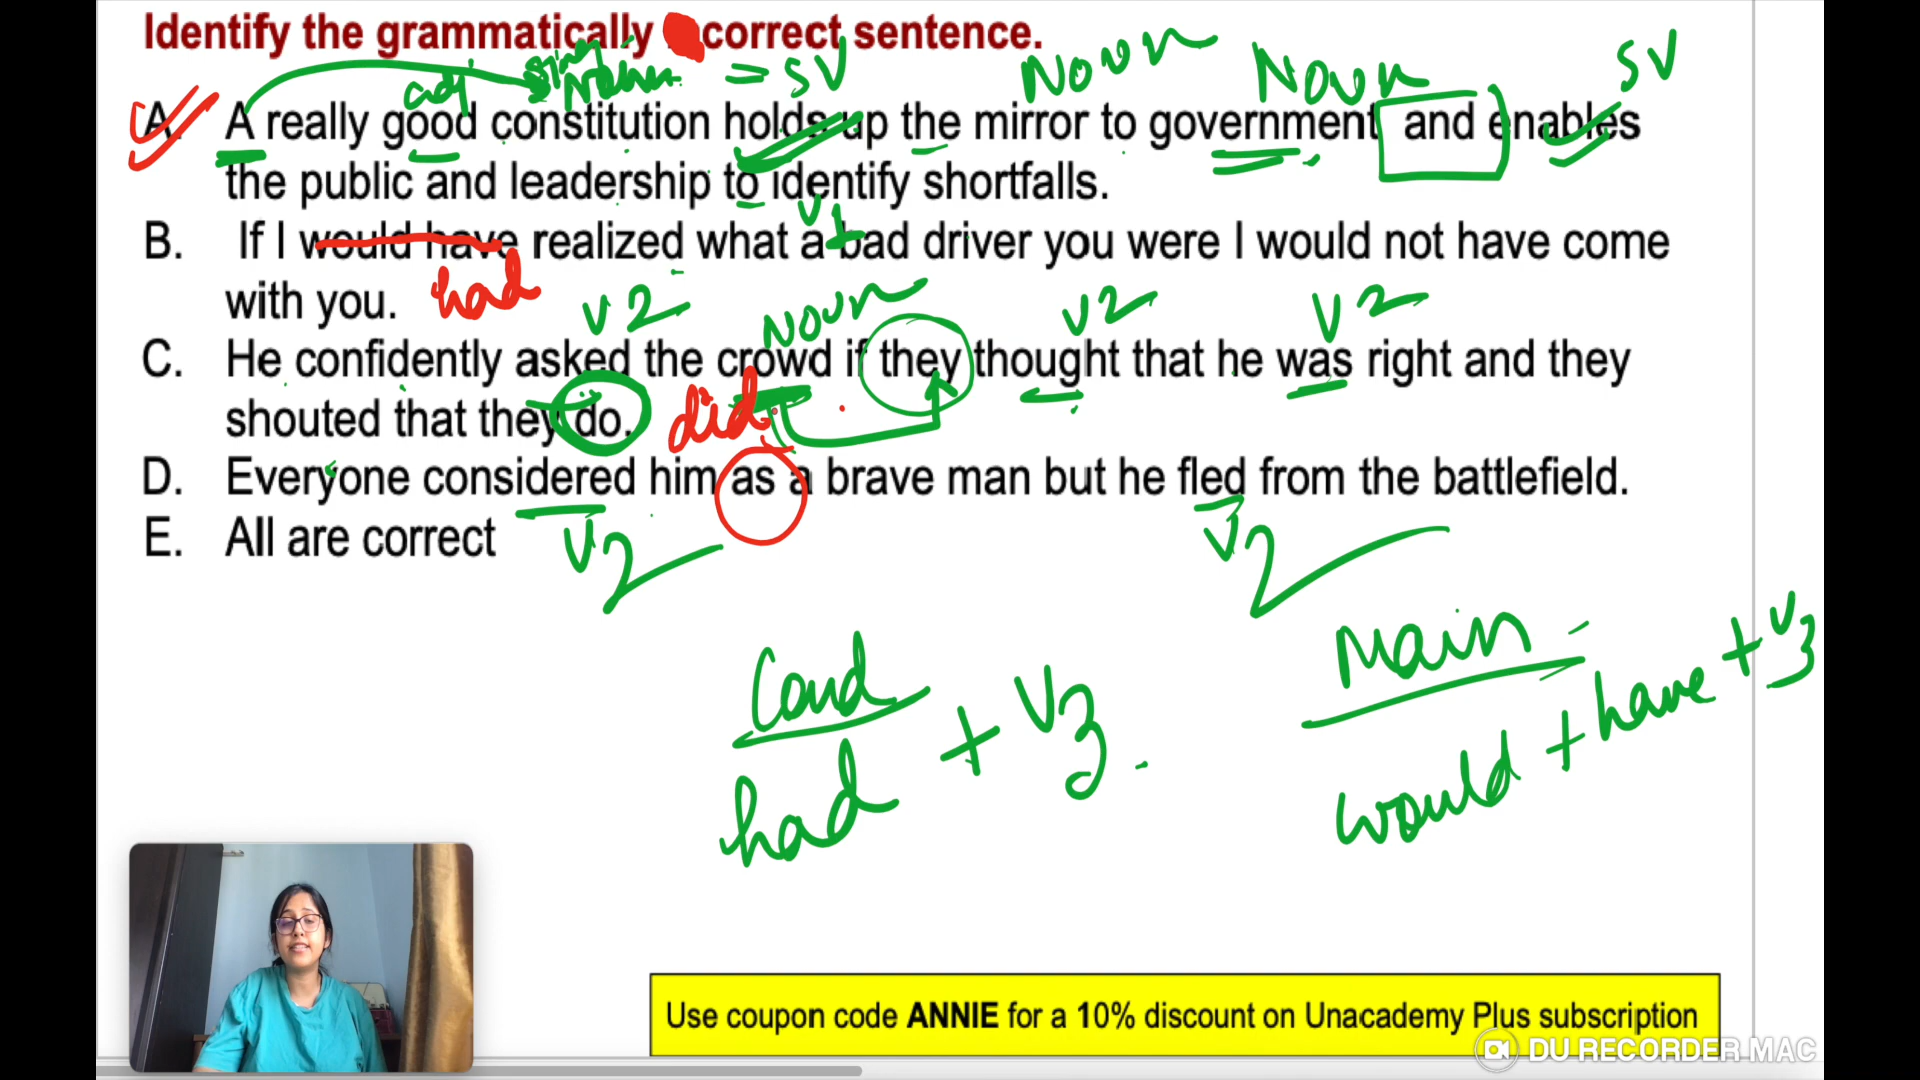 Identify the grammatically correct sentence.
adj sing Noun = SV Noun Noun SV
A. A really good constitution holds up the mirror to government and enables
the public and leadership to identify shortfalls.
V1
B. If I would have realized what a bad driver you were I would not have come
with you. had
V2 Noun V2 V2
C. He confidently asked the crowd if they thought that he was right and they
shouted that they do. did
D. Everyone considered him as a brave man but he fled from the battlefield.
E. All are correct
V2 V2
Cond
had + V3
Main
would + have + V3
Use coupon code ANNIE for a 10% discount on Unacademy Plus subscription
DU RECORDER MAC